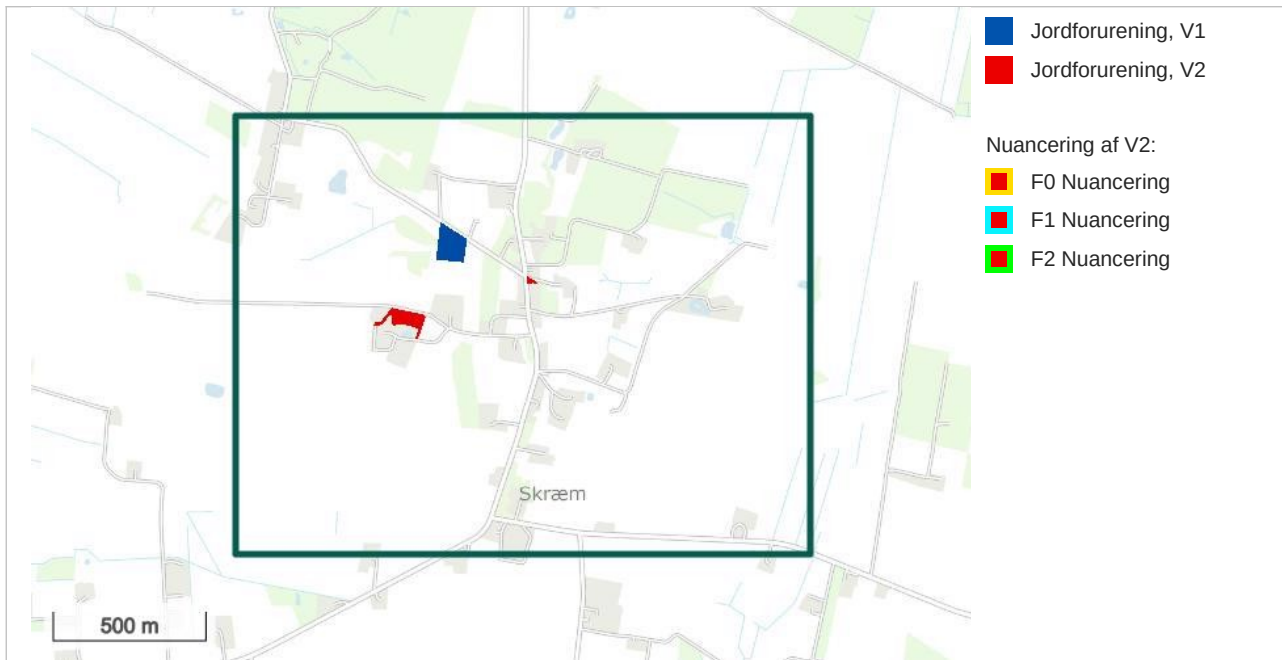 Jordforurening, V1
Jordforurening, V2
Nuancering af V2:
F0 Nuancering
F1 Nuancering
F2 Nuancering
Skræm
500 m